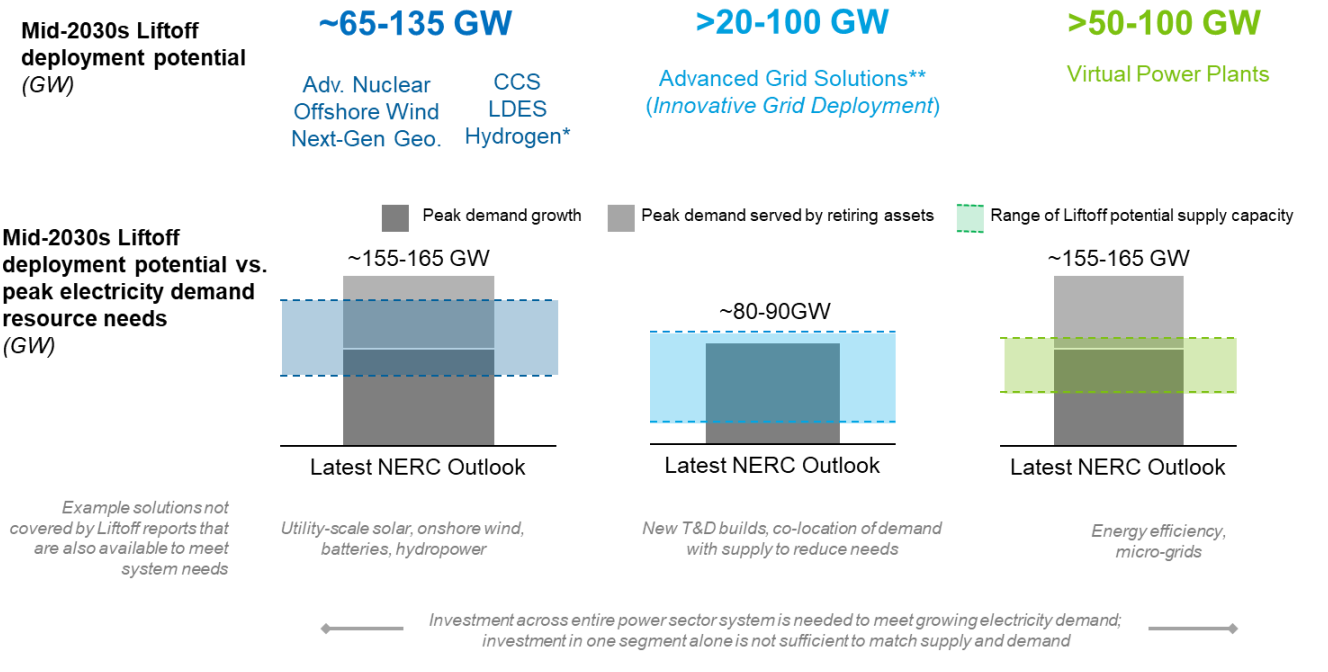 Mid-2030s Liftoff
deployment potential
(GW)
~65-135 GW
Adv. Nuclear
Offshore Wind
Next-Gen Geo.
CCS
LDES
Hydrogen*
>20-100 GW
Advanced Grid Solutions**
(Innovative Grid Deployment)
>50-100 GW
Virtual Power Plants
Peak demand growth
Peak demand served by retiring assets
Range of Liftoff potential supply capacity
Mid-2030s Liftoff
deployment potential vs.
peak electricity demand
resource needs
(GW)
~155-165 GW
Latest NERC Outlook
~80-90GW
Latest NERC Outlook
~155-165 GW
Latest NERC Outlook
Example solutions not
covered by Liftoff reports that
are also available to meet
system needs
Utility-scale solar, onshore wind,
batteries, hydropower
New T&D builds, co-location of demand
with supply to reduce needs
Energy efficiency,
micro-grids
Investment across entire power sector system is needed to meet growing electricity demand;
investment in one segment alone is not sufficient to match supply and demand